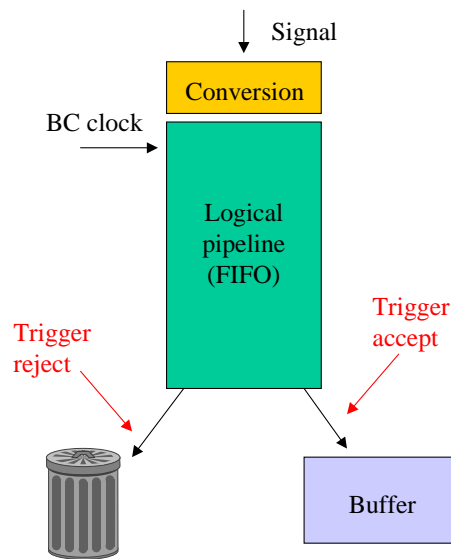 Signal
Conversion
BC clock
Logical
pipeline
(FIFO)
Trigger
reject
Trigger
accept
Buffer